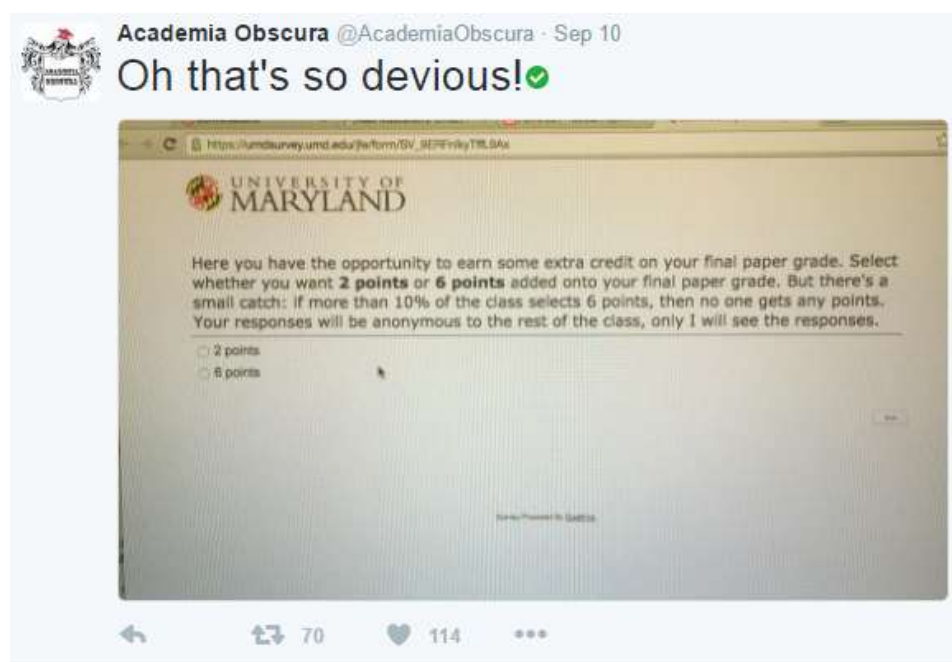 Academia Obscura @AcademiaObscura · Sep 10
Oh that's so devious!
UNIVERSITY OF
MARYLAND
Here you have the opportunity to earn some extra credit on your final paper grade. Select
whether you want 2 points or 6 points added onto your final paper grade. But there's a
small catch: if more than 10% of the class selects 6 points, then no one gets any points.
Your responses will be anonymous to the rest of the class, only I will see the responses.
2 points
6 points
70
114